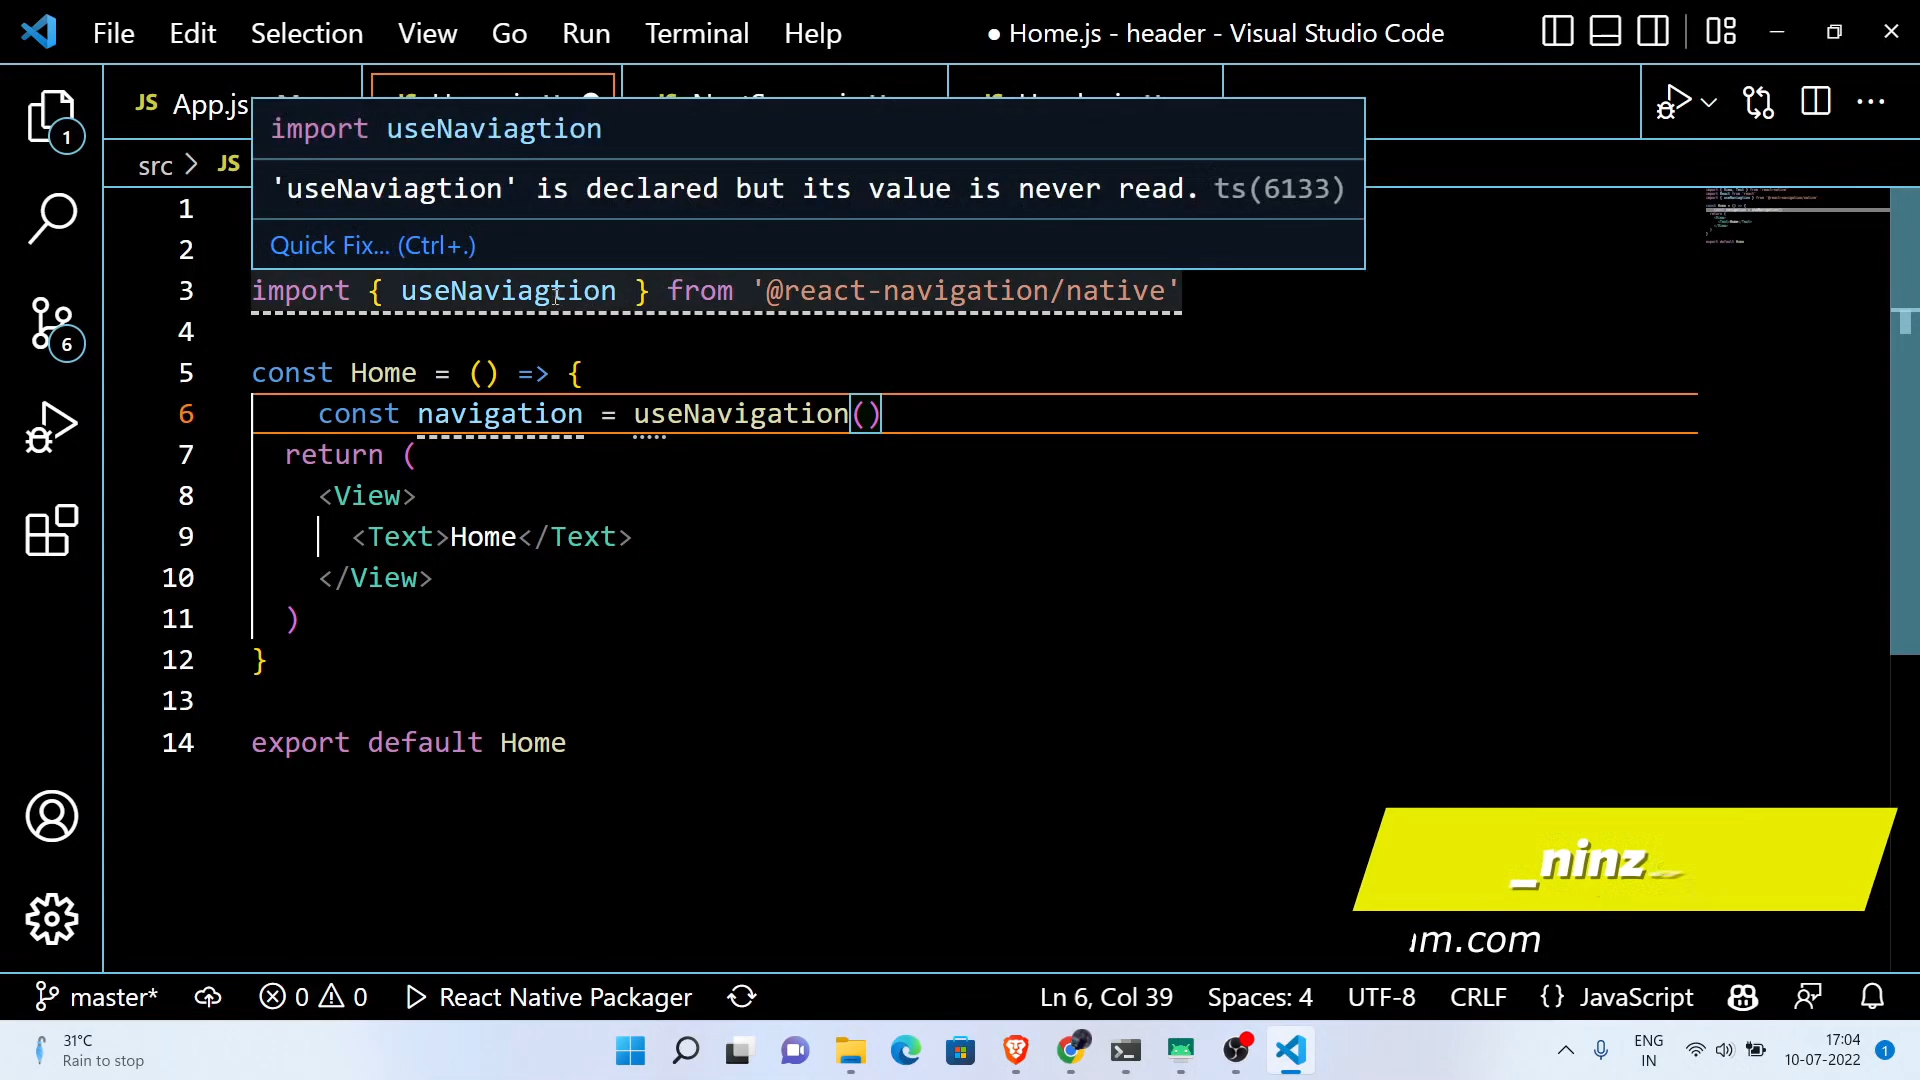 File Edit Selection View Go Run Terminal Help ● Home.js - header - Visual Studio Code
JS App.js
import useNaviagtion
src > JS
'useNaviagtion' is declared but its value is never read. ts(6133)
1
2 Quick Fix... (Ctrl+.)
3 import { useNaviagtion } from '@react-navigation/native'
4
5 const Home = () => {
6 const navigation = useNavigation()
7 return (
8 <View>
9 <Text>Home</Text>
10 </View>
11 )
12 }
13
14 export default Home
1
6
_ninz_
m.com
master* 0 0 React Native Packager Ln 6, Col 39 Spaces: 4 UTF-8 CRLF {} JavaScript
31°C
Rain to stop
ENG
IN
17:04
10-07-2022
1